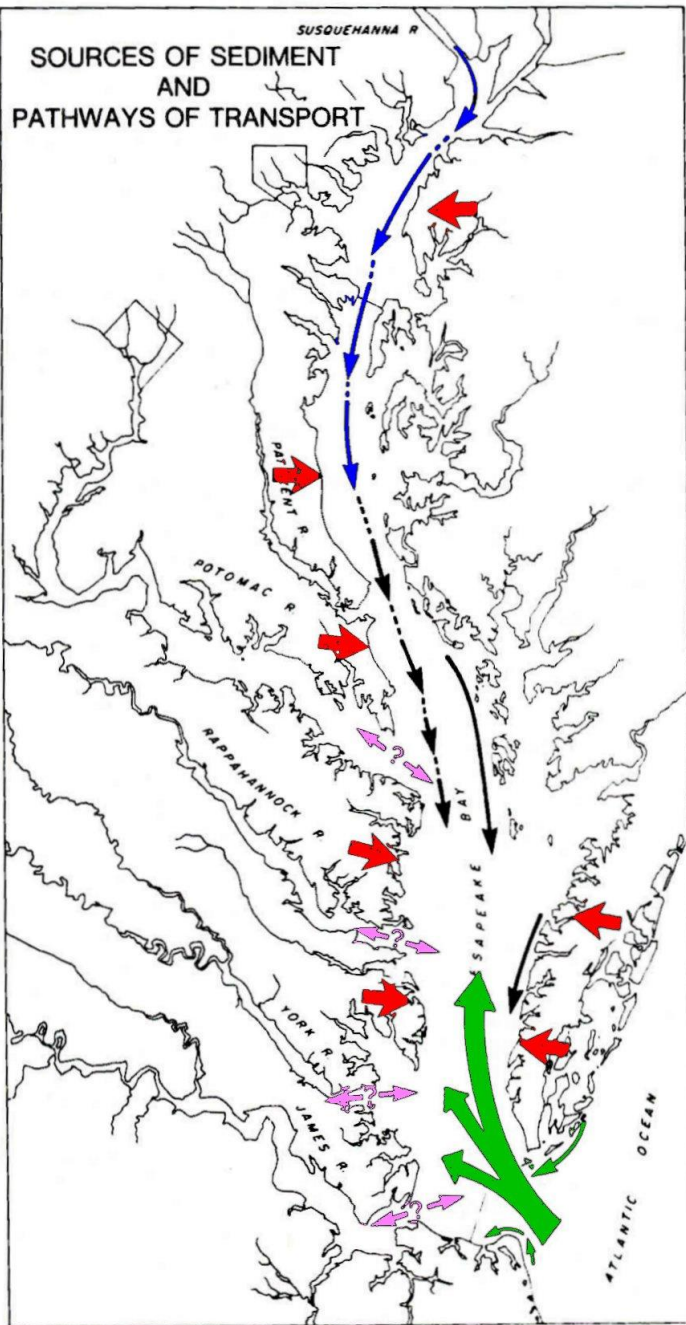 SUSQUEHANNA R
SOURCES OF SEDIMENT
AND
PATHWAYS OF TRANSPORT
POTOMAC R
RAPPAHANNOCK R
?
BAY
?
YORK R
?
JAMES R.
?
ATLANTIC OCEAN